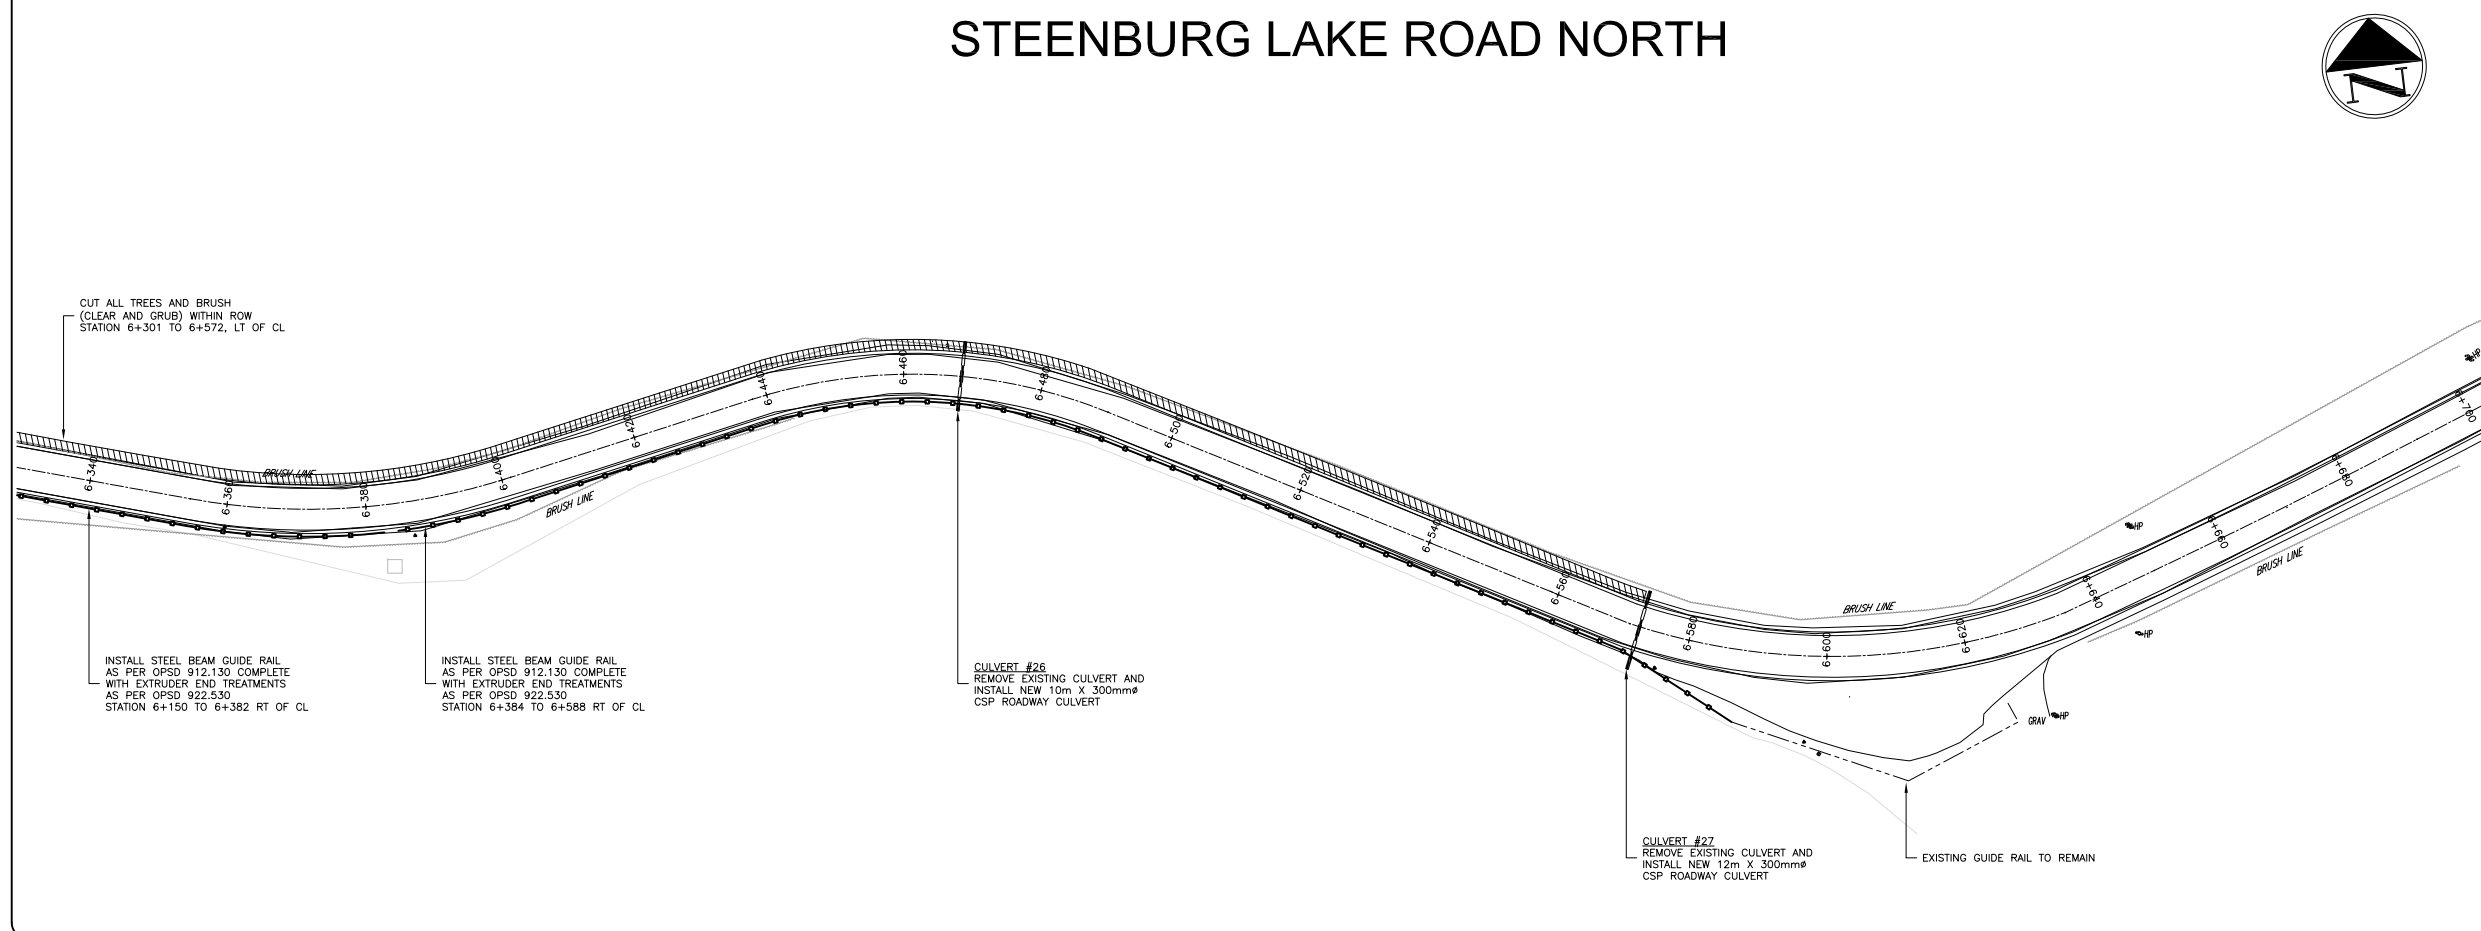 STEENBURG LAKE ROAD NORTH
N
CUT ALL TREES AND BRUSH
(CLEAR AND GRUB) WITHIN ROW
STATION 6+301 TO 6+572, LT OF CL
6+340
6+360
6+380
6+400
6+420
6+440
6+460
6+480
6+500
6+520
6+540
6+560
6+580
6+600
6+620
6+640
6+660
6+680
6+700
BRUSH LINE
BRUSH LINE
BRUSH LINE
BRUSH LINE
HP
HP
HP
HP
GRAV
INSTALL STEEL BEAM GUIDE RAIL
AS PER OPSD 912.130 COMPLETE
WITH EXTRUDER END TREATMENTS
AS PER OPSD 922.530
STATION 6+150 TO 6+382 RT OF CL
INSTALL STEEL BEAM GUIDE RAIL
AS PER OPSD 912.130 COMPLETE
WITH EXTRUDER END TREATMENTS
AS PER OPSD 922.530
STATION 6+384 TO 6+588 RT OF CL
CULVERT #26
REMOVE EXISTING CULVERT AND
INSTALL NEW 10m X 300mmø
CSP ROADWAY CULVERT
CULVERT #27
REMOVE EXISTING CULVERT AND
INSTALL NEW 12m X 300mmø
CSP ROADWAY CULVERT
EXISTING GUIDE RAIL TO REMAIN